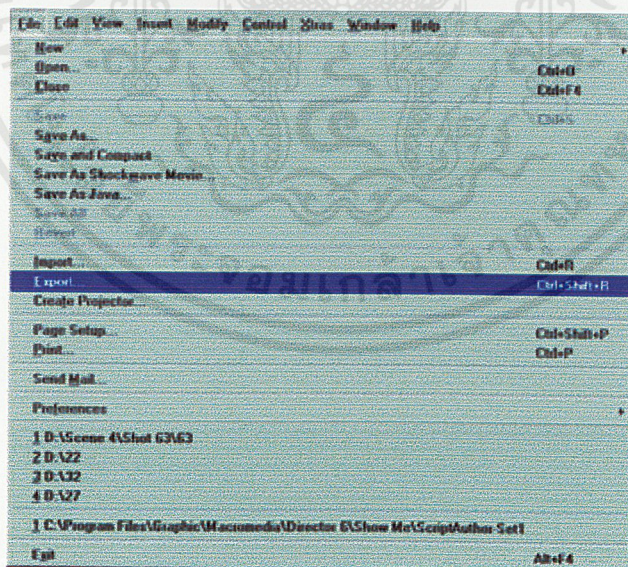 File Edit View Insert Modify Control Xtras Window Help
New
Open... Ctrl+O
Close Ctrl+F4
Save Ctrl+S
Save As...
Save and Compact
Save As Shockwave Movie...
Save As Java...
Save All
Revert
Import... Ctrl+R
Export... Ctrl+Shift+R
Create Projector...
Page Setup... Ctrl+Shift+P
Print... Ctrl+P
Send Mail...
Preferences
1 D:\Scene 4\Shot 63\63
2 D:\22
3 D:\32
4 D:\27
1 C:\Program Files\Graphic\Macromedia\Director 6\Show Me\ScriptAuthor Set1
Exit Alt+F4